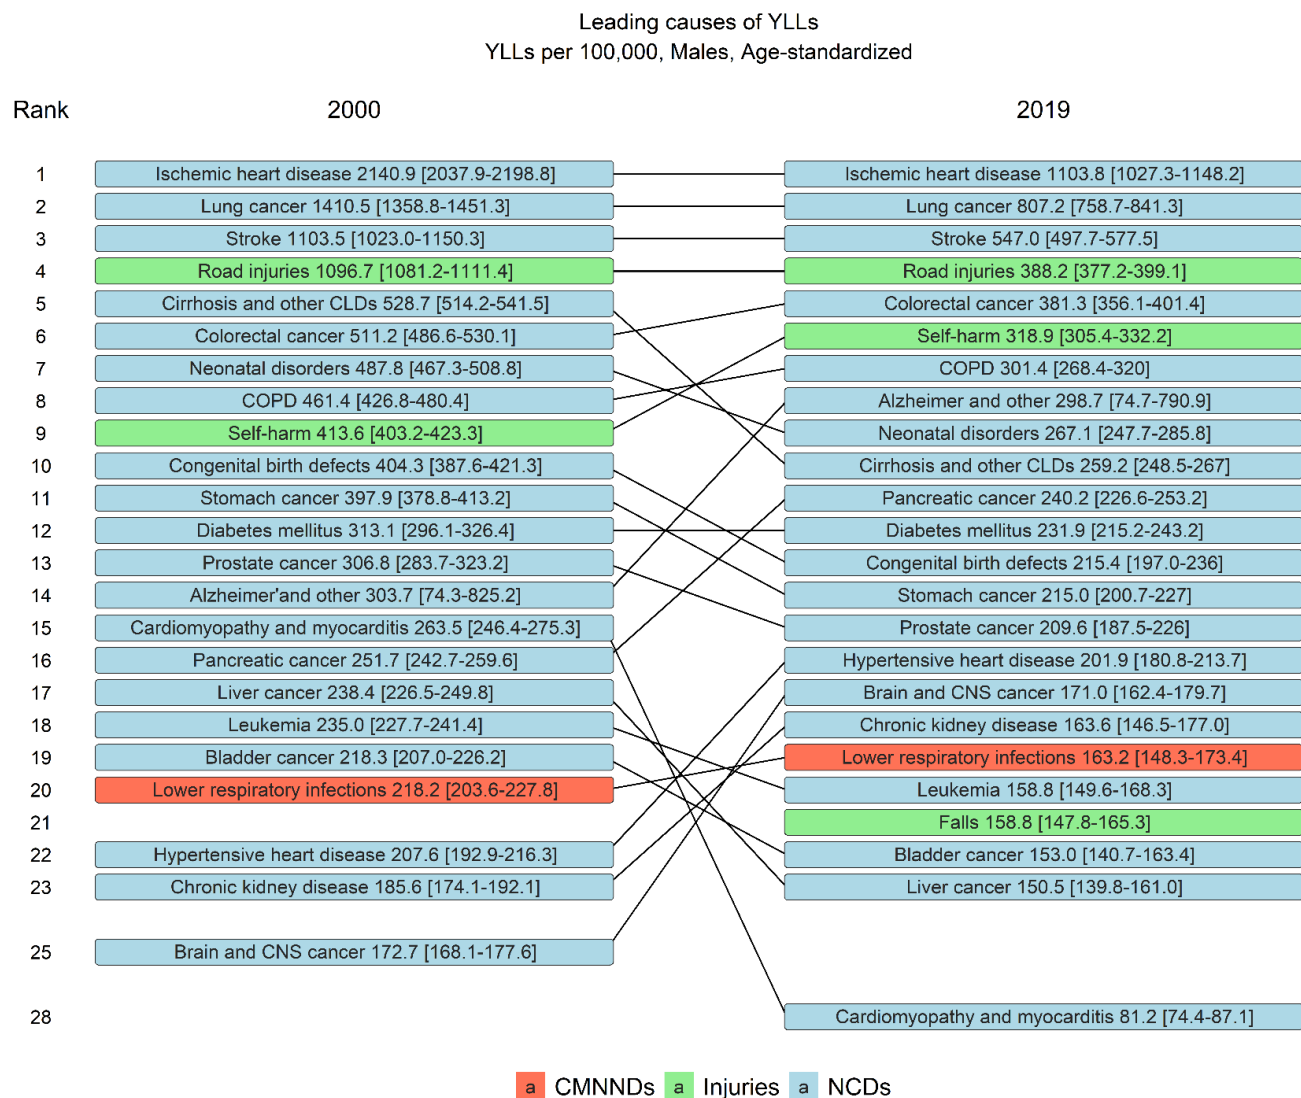 Leading causes of YLLs
YLLs per 100,000, Males, Age-standardized
Rank 2000 2019
1 Ischemic heart disease 2140.9 [2037.9-2198.8] Ischemic heart disease 1103.8 [1027.3-1148.2]
2 Lung cancer 1410.5 [1358.8-1451.3] Lung cancer 807.2 [758.7-841.3]
3 Stroke 1103.5 [1023.0-1150.3] Stroke 547.0 [497.7-577.5]
4 Road injuries 1096.7 [1081.2-1111.4] Road injuries 388.2 [377.2-399.1]
5 Cirrhosis and other CLDs 528.7 [514.2-541.5] Colorectal cancer 381.3 [356.1-401.4]
6 Colorectal cancer 511.2 [486.6-530.1] Self-harm 318.9 [305.4-332.2]
7 Neonatal disorders 487.8 [467.3-508.8] COPD 301.4 [268.4-320]
8 COPD 461.4 [426.8-480.4] Alzheimer and other 298.7 [74.7-790.9]
9 Self-harm 413.6 [403.2-423.3] Neonatal disorders 267.1 [247.7-285.8]
10 Congenital birth defects 404.3 [387.6-421.3] Cirrhosis and other CLDs 259.2 [248.5-267]
11 Stomach cancer 397.9 [378.8-413.2] Pancreatic cancer 240.2 [226.6-253.2]
12 Diabetes mellitus 313.1 [296.1-326.4] Diabetes mellitus 231.9 [215.2-243.2]
13 Prostate cancer 306.8 [283.7-323.2] Congenital birth defects 215.4 [197.0-236]
14 Alzheimer'and other 303.7 [74.3-825.2] Stomach cancer 215.0 [200.7-227]
15 Cardiomyopathy and myocarditis 263.5 [246.4-275.3] Prostate cancer 209.6 [187.5-226]
16 Pancreatic cancer 251.7 [242.7-259.6] Hypertensive heart disease 201.9 [180.8-213.7]
17 Liver cancer 238.4 [226.5-249.8] Brain and CNS cancer 171.0 [162.4-179.7]
18 Leukemia 235.0 [227.7-241.4] Chronic kidney disease 163.6 [146.5-177.0]
19 Bladder cancer 218.3 [207.0-226.2] Lower respiratory infections 163.2 [148.3-173.4]
20 Lower respiratory infections 218.2 [203.6-227.8] Leukemia 158.8 [149.6-168.3]
21 Falls 158.8 [147.8-165.3]
22 Hypertensive heart disease 207.6 [192.9-216.3] Bladder cancer 153.0 [140.7-163.4]
23 Chronic kidney disease 185.6 [174.1-192.1] Liver cancer 150.5 [139.8-161.0]
25 Brain and CNS cancer 172.7 [168.1-177.6]
28 Cardiomyopathy and myocarditis 81.2 [74.4-87.1]
a CMNNDs a Injuries a NCDs